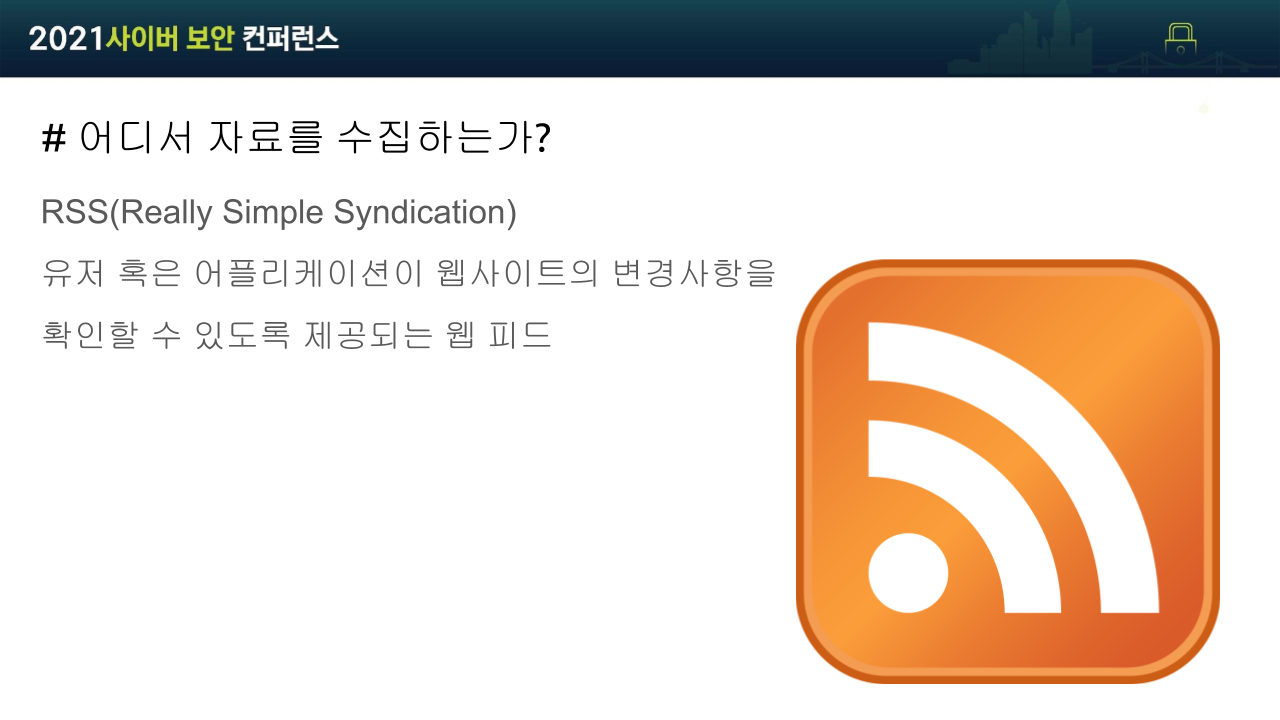 2021사이버 보안 컨퍼런스
# 어디서 자료를 수집하는가?
RSS(Really Simple Syndication)
유저 혹은 어플리케이션이 웹사이트의 변경사항을
확인할 수 있도록 제공되는 웹 피드